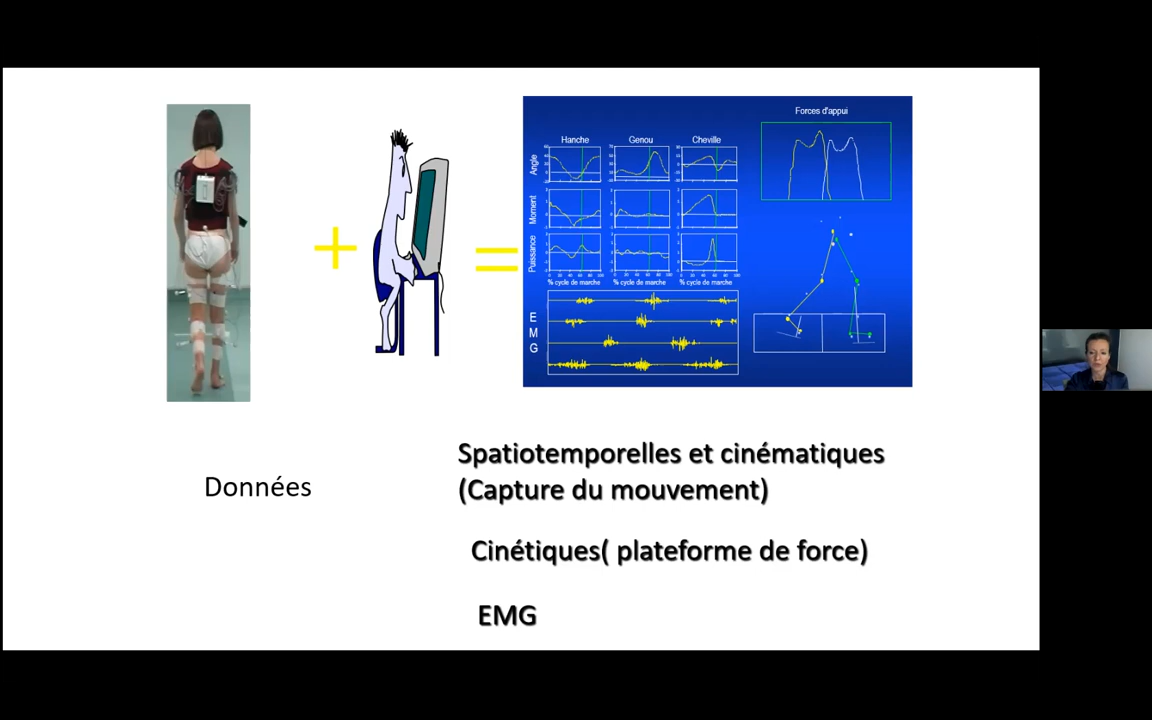 Forces d'appui
Hanche Genou Cheville
Angle
Moment
Puissance
% cycle de marche % cycle de marche % cycle de marche
E
M
G
Données
Spatiotemporelles et cinématiques
(Capture du mouvement)
Cinétiques( plateforme de force)
EMG